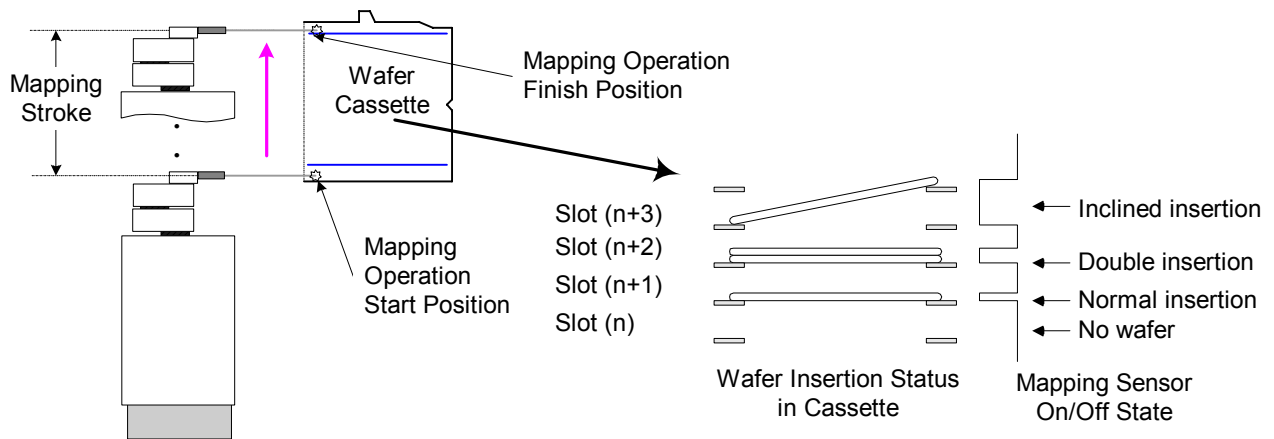 Mapping
Stroke
Wafer
Cassette
Mapping Operation
Finish Position
Mapping
Operation
Start Position
Slot (n+3)
Slot (n+2)
Slot (n+1)
Slot (n)
Inclined insertion
Double insertion
Normal insertion
No wafer
Wafer Insertion Status
in Cassette
Mapping Sensor
On/Off State